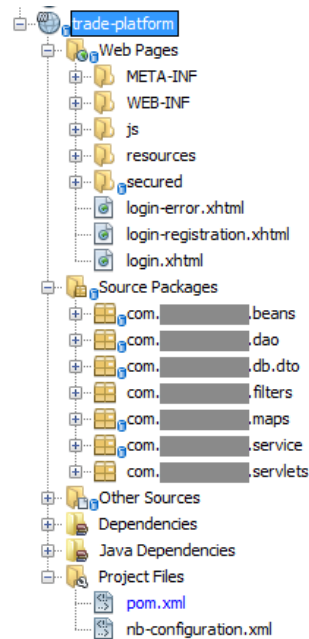 trade-platform
Web Pages
META-INF
WEB-INF
js
resources
secured
login-error.xhtml
login-registration.xhtml
login.xhtml
Source Packages
com. .beans
com. .dao
com. .db.dto
com. .filters
com. .maps
com. .service
com. .servlets
Other Sources
Dependencies
Java Dependencies
Project Files
pom.xml
nb-configuration.xml